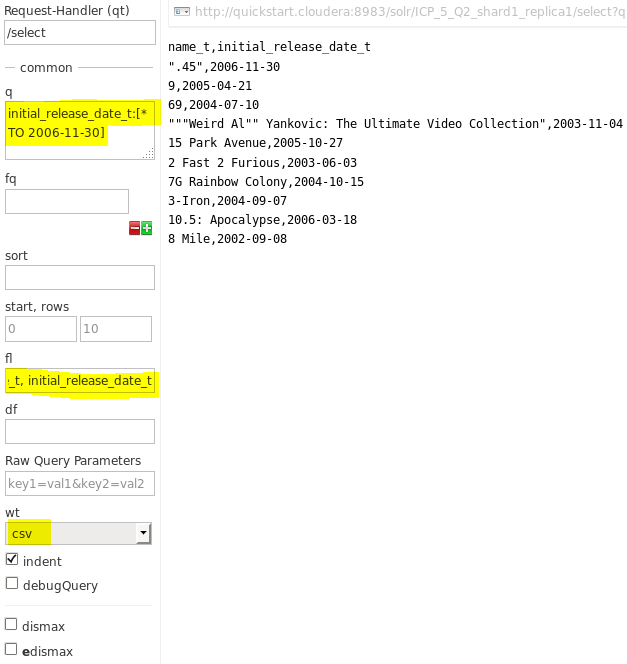 Request-Handler (qt)
/select
common
q
initial_release_date_t:[*
TO 2006-11-30]
fq
sort
start, rows
0
10
fl
_t, initial_release_date_t
df
Raw Query Parameters
key1=val1&key2=val2
wt
csv
indent
debugQuery
dismax
edismax
http://quickstart.cloudera:8983/solr/ICP_5_Q2_shard1_replica1/select?q
name_t,initial_release_date_t
".45",2006-11-30
9,2005-04-21
69,2004-07-10
"""Weird Al"" Yankovic: The Ultimate Video Collection",2003-11-04
15 Park Avenue,2005-10-27
2 Fast 2 Furious,2003-06-03
7G Rainbow Colony,2004-10-15
3-Iron,2004-09-07
10.5: Apocalypse,2006-03-18
8 Mile,2002-09-08